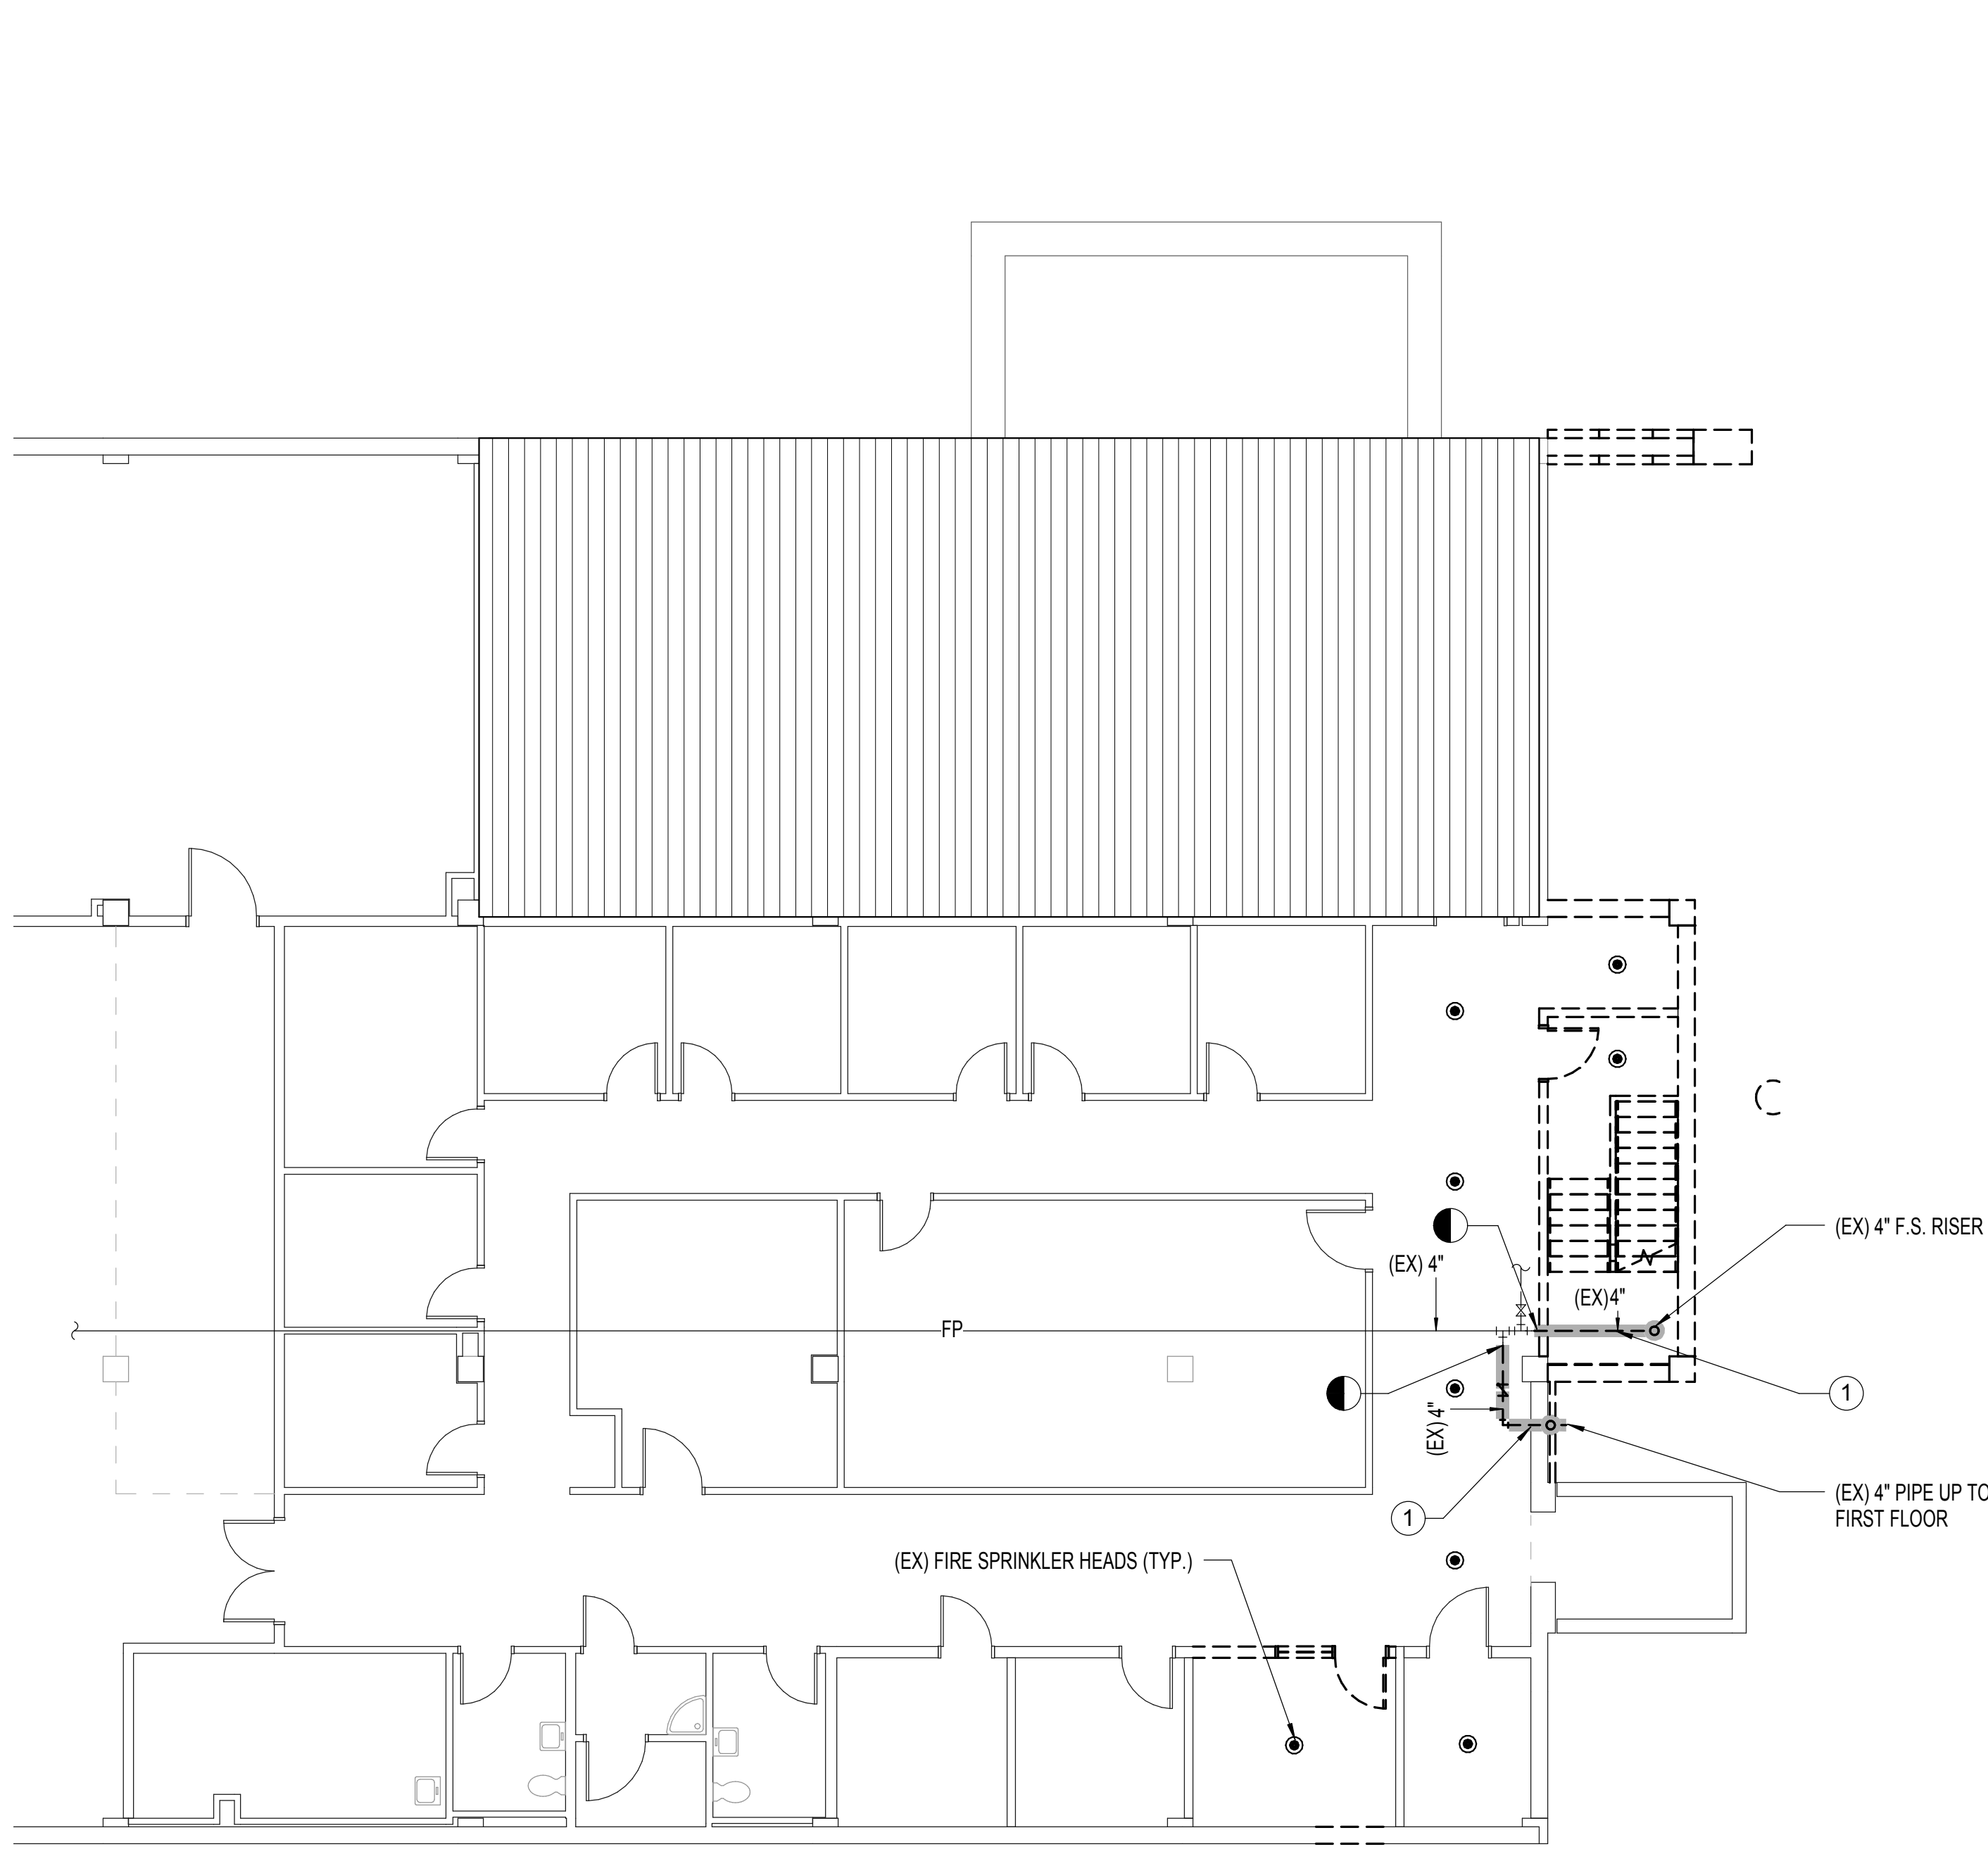 (EX) 4" F.S. RISER
(EX) 4"
(EX)4"
FP
1
(EX) 4"
(EX) 4" PIPE UP TO
FIRST FLOOR
1
(EX) FIRE SPRINKLER HEADS (TYP.)